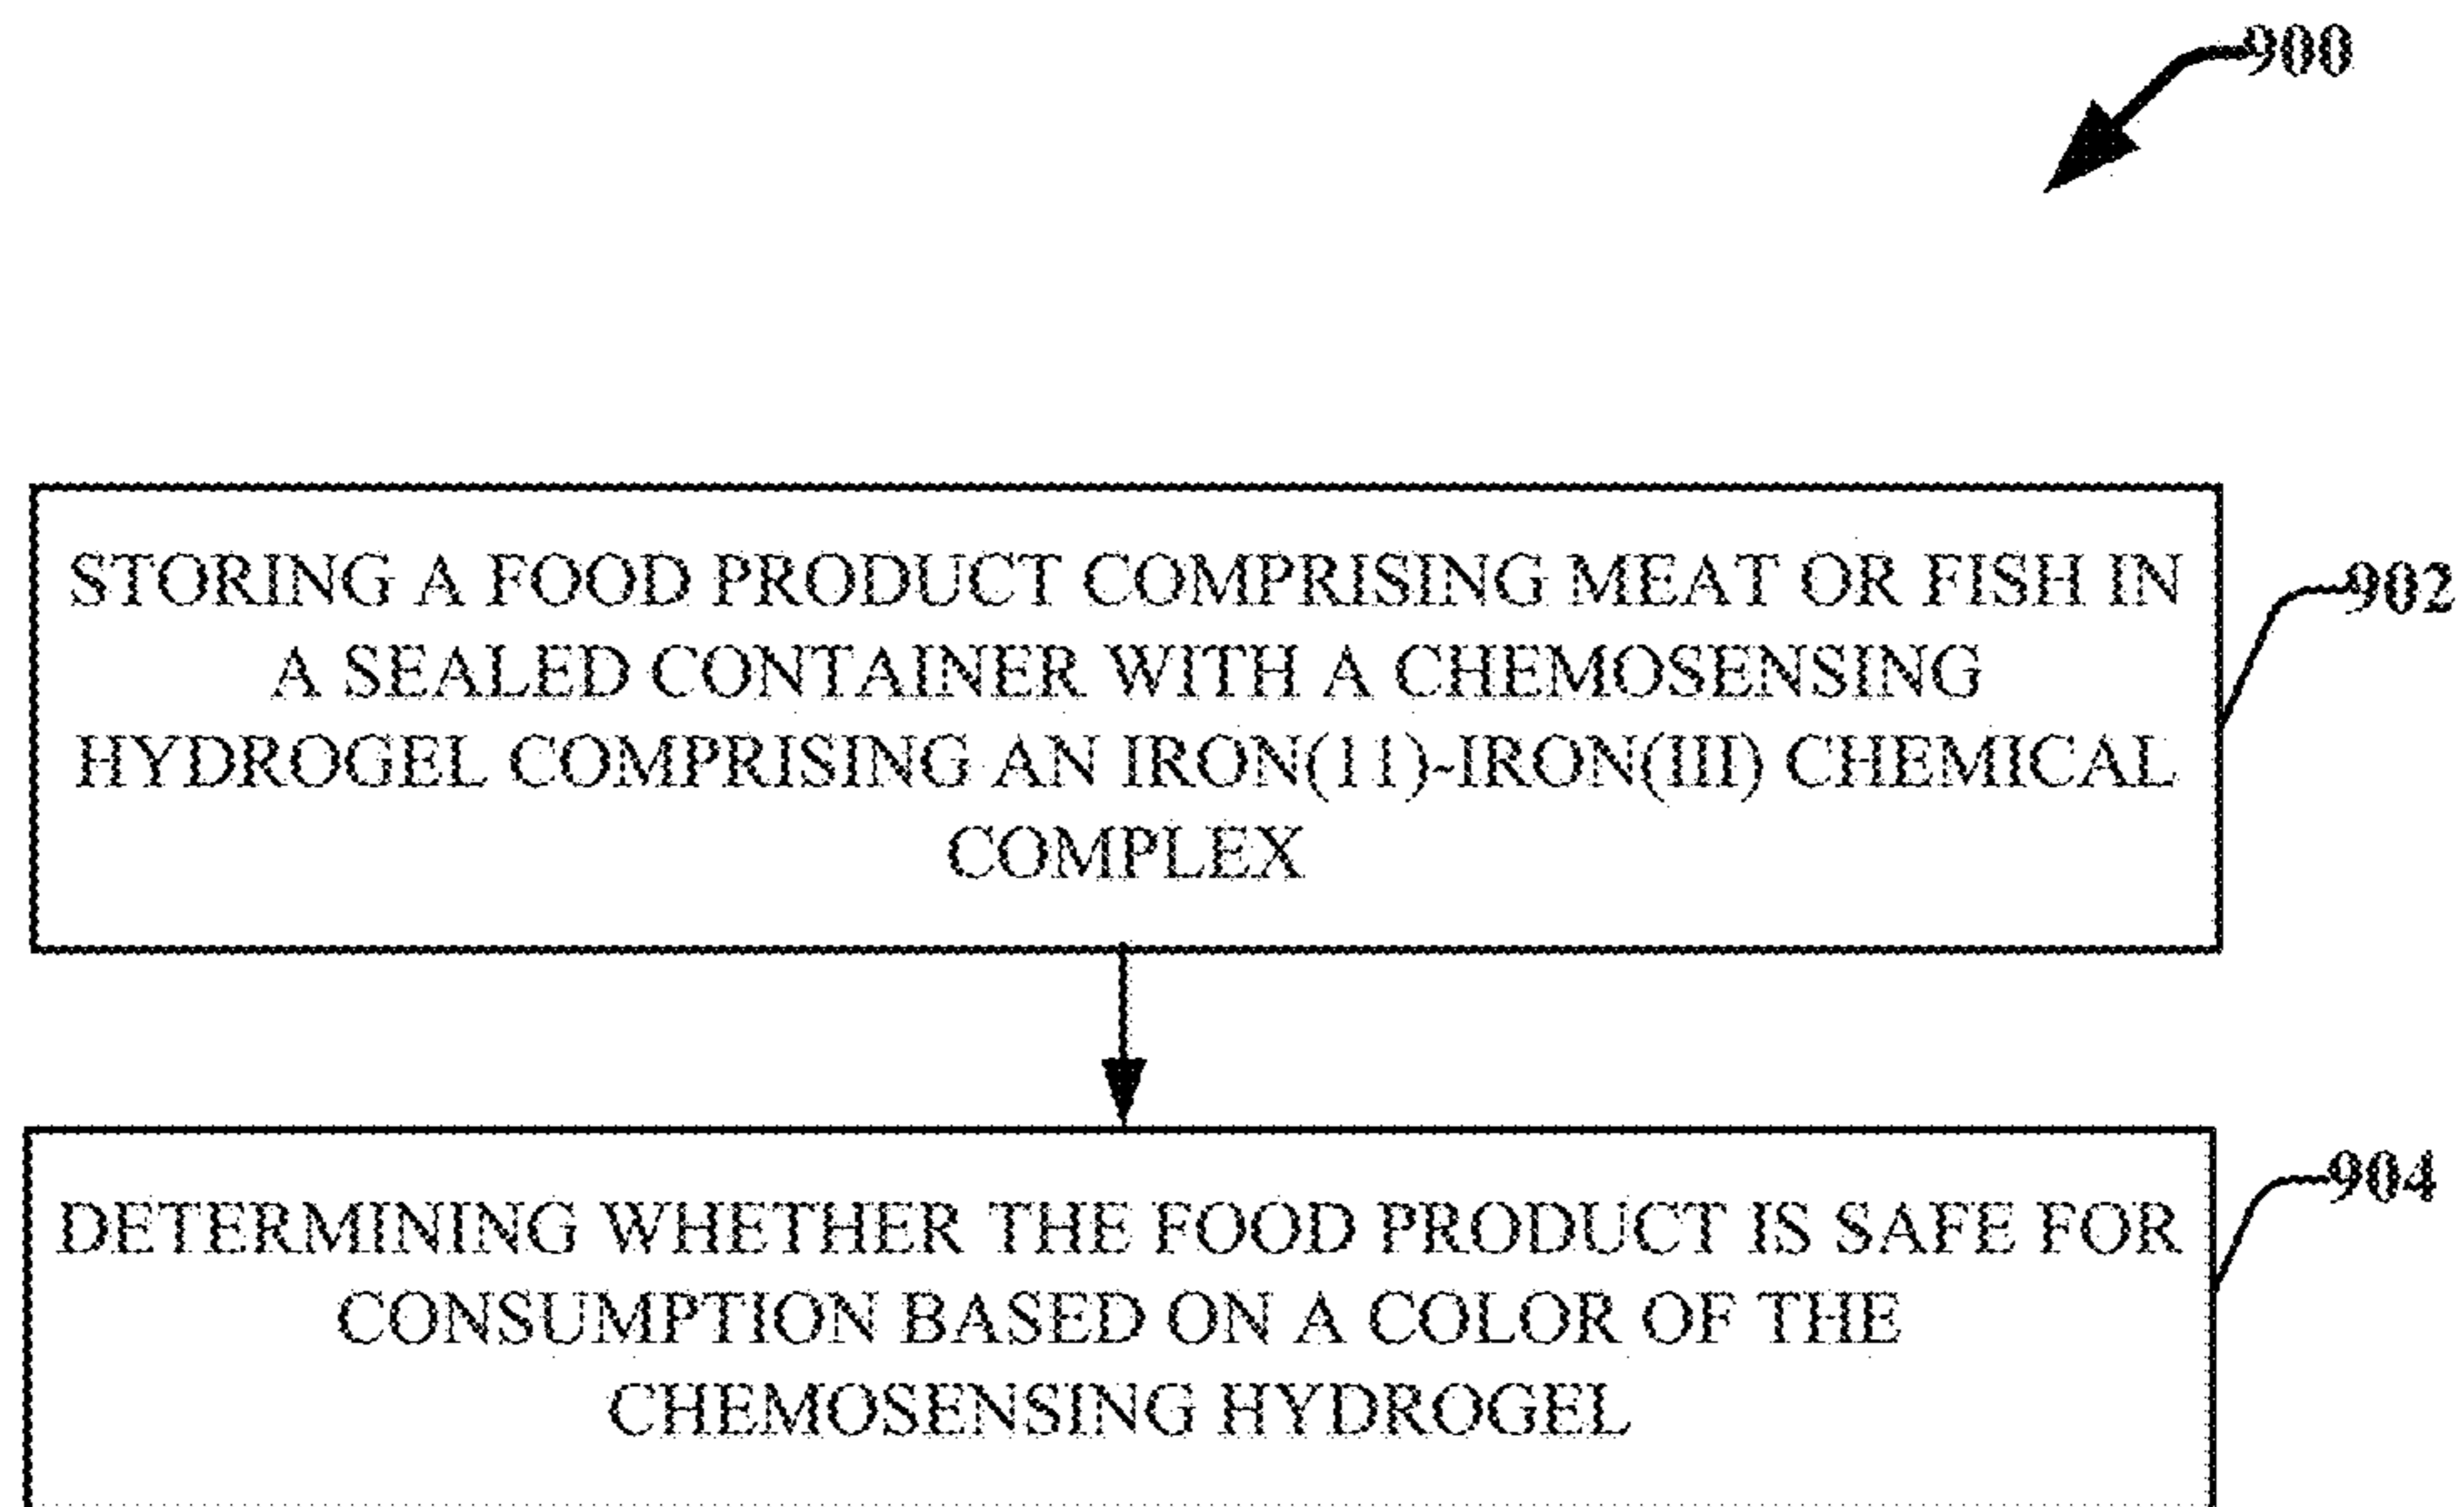 900
STORING A FOOD PRODUCT COMPRISING MEAT OR FISH IN
A SEALED CONTAINER WITH A CHEMOSENSING
HYDROGEL COMPRISING AN IRON(11)-IRON(III) CHEMICAL
COMPLEX
902
DETERMINING WHETHER THE FOOD PRODUCT IS SAFE FOR
CONSUMPTION BASED ON A COLOR OF THE
CHEMOSENSING HYDROGEL
904